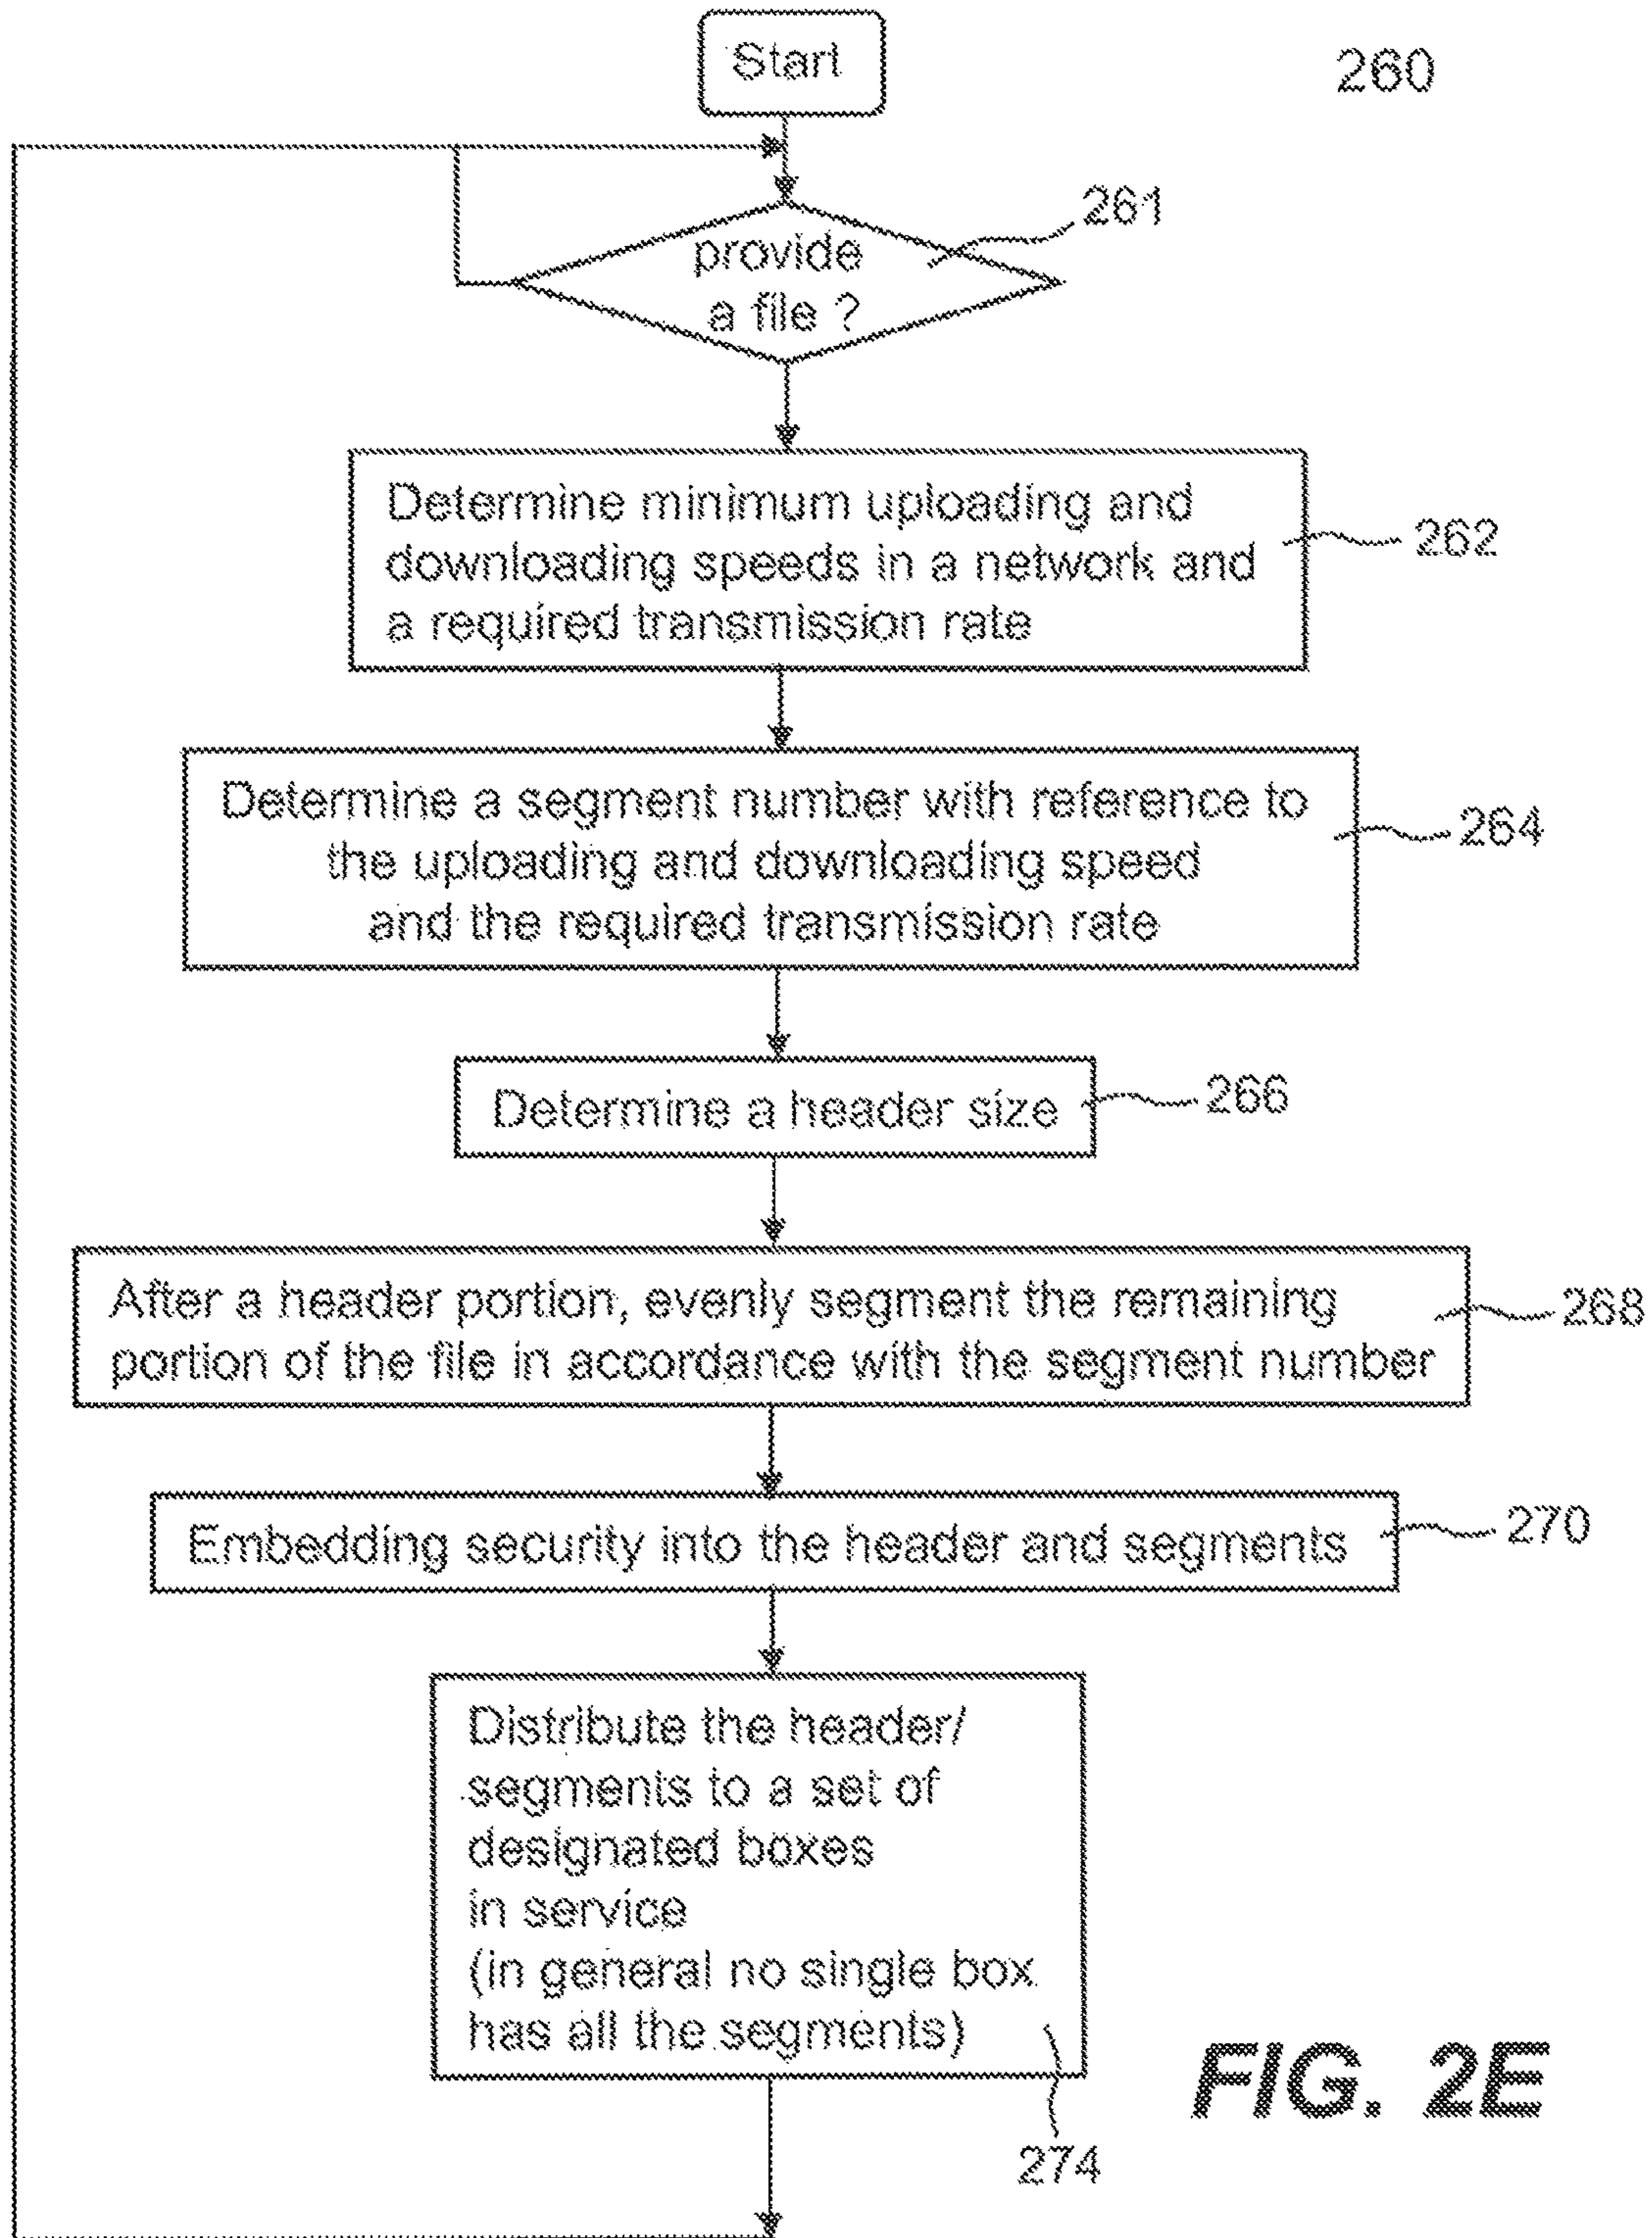 Start
260
261
provide
a file ?
Determine minimum uploading and
downloading speeds in a network and
a required transmission rate
262
Determine a segment number with reference to
the uploading and downloading speed
and the required transmission rate
264
Determine a header size
266
After a header portion, evenly segment the remaining
portion of the file in accordance with the segment number
268
Embedding security into the header and segments
270
Distribute the header/
segments to a set of
designated boxes
in service
(in general no single box
has all the segments)
274
FIG. 2E